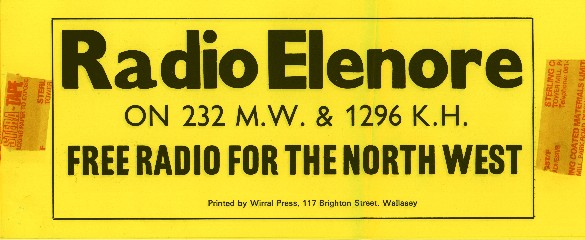 Radio Elenore
ON 232 M.W. & 1296 K.H.
FREE RADIO FOR THE NORTH WEST
Printed by Wirral Press, 117 Brighton Street, Wallasey